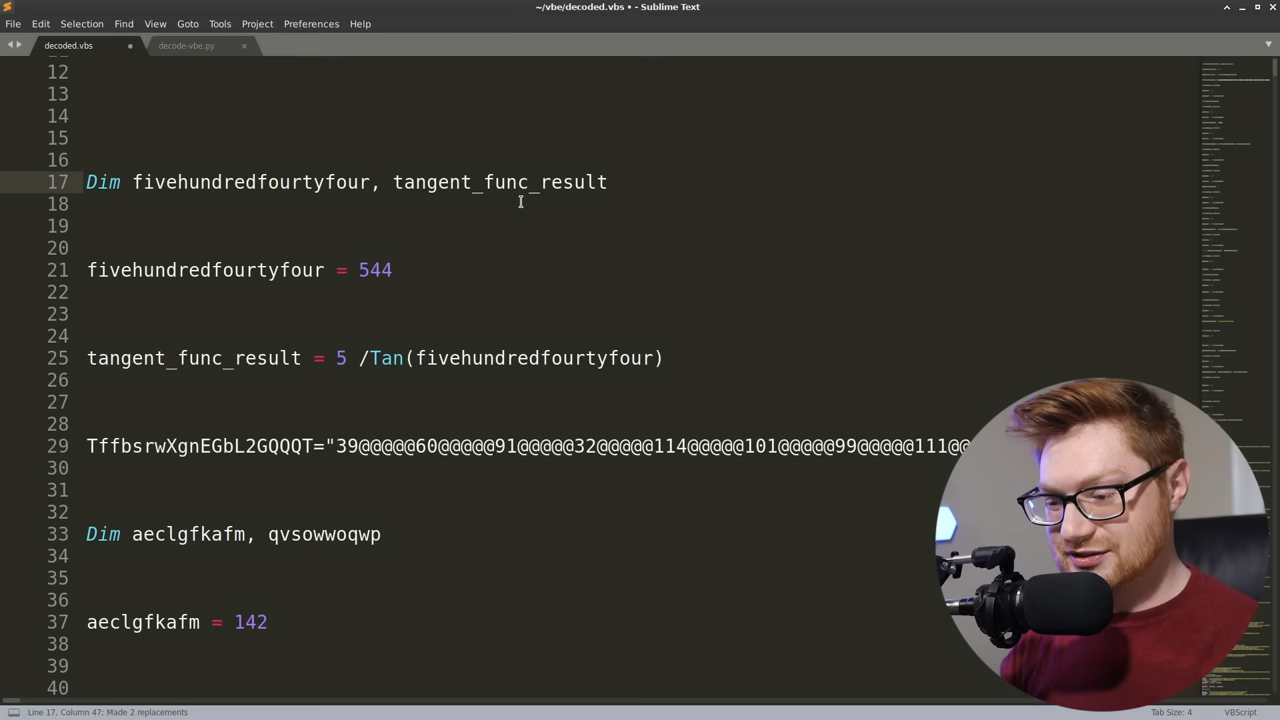 ~/vbe/decoded.vbs • - Sublime Text
File Edit Selection Find View Goto Tools Project Preferences Help
decoded.vbs decode-vbe.py
12
13
14
15
16
17 Dim fivehundredfourtyfour, tangent_func_result
18
19
20
21 fivehundredfourtyfour = 544
22
23
24
25 tangent_func_result = 5 /Tan(fivehundredfourtyfour)
26
27
28
29 TffbsrwXgnEGbL2GQQQT="39@@@@@60@@@@@91@@@@@32@@@@@114@@@@@101@@@@@99@@@@@111@@
30
31
32
33 Dim aeclgfkafm, qvsowwoqwp
34
35
36
37 aeclgfkafm = 142
38
39
40
Line 17, Column 47; Made 2 replacements Tab Size: 4 VBScript